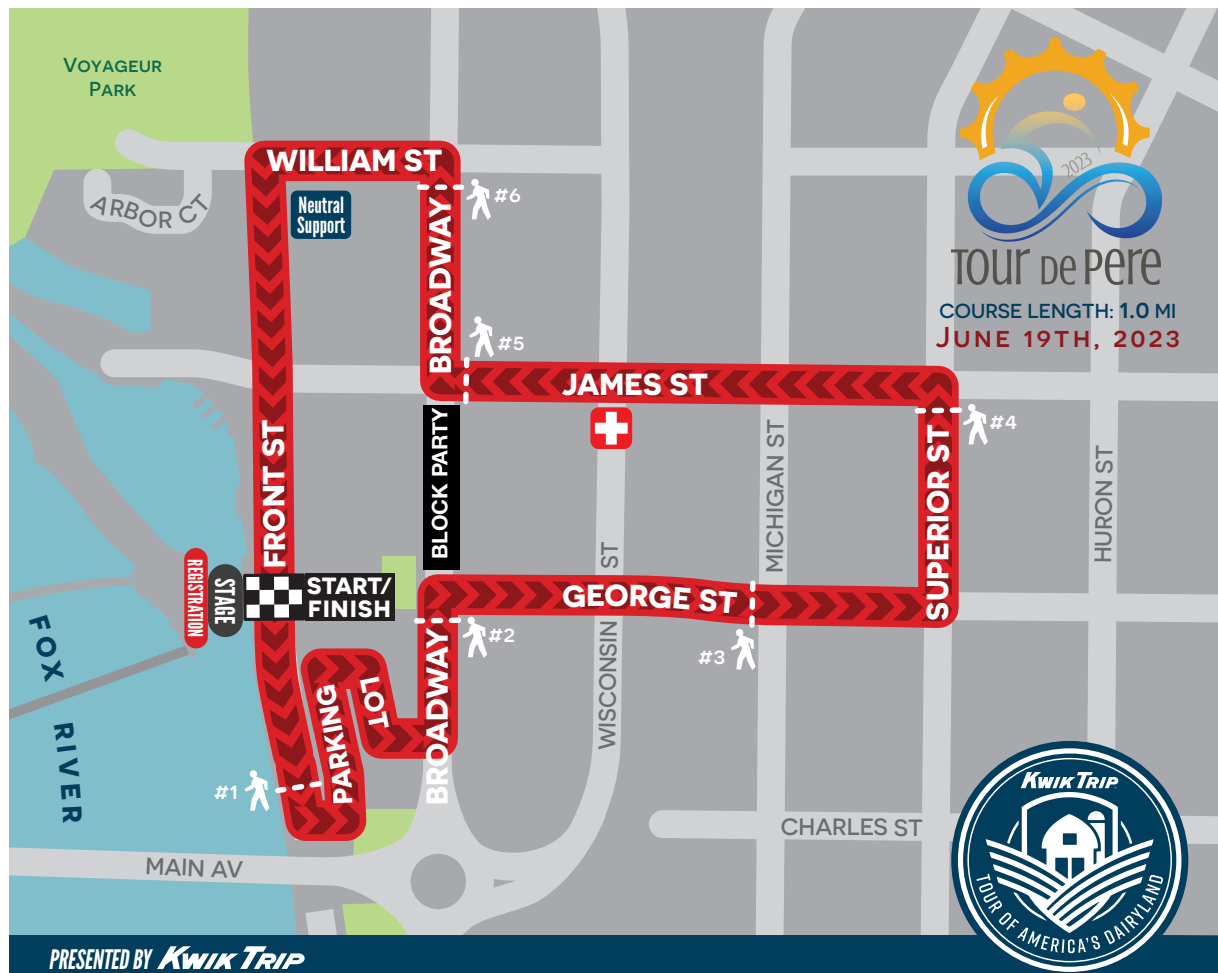 VOYAGEUR
PARK
WILLIAM ST
ARBOR CT
Neutral
Support
#6
BROADWAY
#5
2023
TOUR DE PERE
COURSE LENGTH: 1.0 MI
JUNE 19TH, 2023
JAMES ST
#4
FRONT ST
BLOCK PARTY
WISCONSIN ST
MICHIGAN ST
SUPERIOR ST
HURON ST
REGISTRATION
STAGE
START/
FINISH
GEORGE ST
#2
#3
FOX
RIVER
PARKING
LOT
BROADWAY
#1
MAIN AV
CHARLES ST
KWIK TRIP
TOUR OF AMERICA'S DAIRYLAND
PRESENTED BY KWIK TRIP